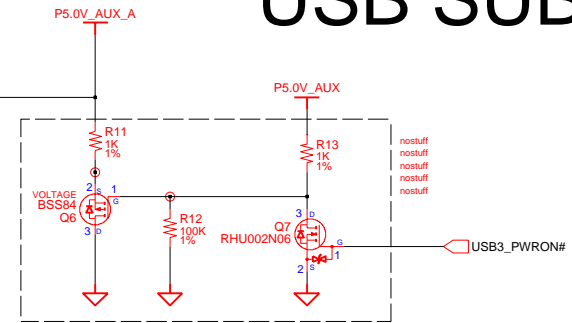 USB SUB
P5.0V_AUX_A
P5.0V_AUX
R11
1K
1%
R13
1K
1%
nostuff
nostuff
nostuff
nostuff
nostuff
VOLTAGE
BSS84
Q6
2
S
1
G
3
D
R12
100K
1%
3
D
Q7
RHU002N06
G
1
2
S
USB3_PWRON#